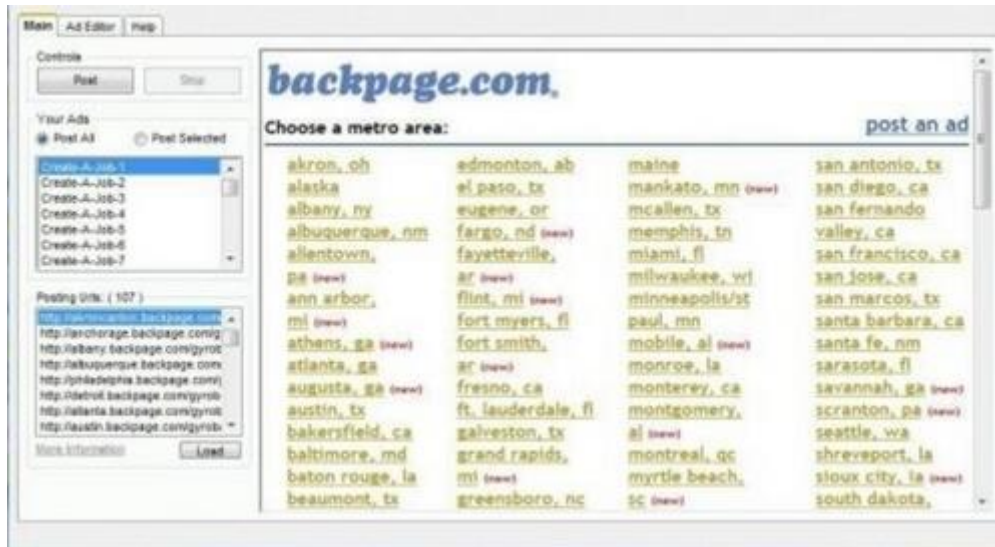 Main Ad Editor Help
Controls
Post Stop
Your Ads
Post All Post Selected
Create-A-Job-1
Create-A-Job-2
Create-A-Job-3
Create-A-Job-4
Create-A-Job-5
Create-A-Job-6
Create-A-Job-7
Posting Urls: ( 107 )
http://anchorage.backpage.com/g
http://albany.backpage.com/gyrob
http://albuquerque.backpage.com
http://philadelphia.backpage.com/
http://detroit.backpage.com/gyrob
http://atlanta.backpage.com/gyrob
http://austin.backpage.com/gyrob
More Information Load
backpage.com
Choose a metro area: post an ad
akron, oh
alaska
albany, ny
albuquerque, nm
allentown,
pa (new)
ann arbor,
mi (new)
athens, ga (new)
atlanta, ga
augusta, ga (new)
austin, tx
bakersfield, ca
baltimore, md
baton rouge, la
beaumont, tx
edmonton, ab
el paso, tx
eugene, or
fargo, nd (new)
fayetteville,
ar (new)
flint, mi (new)
fort myers, fl
fort smith,
ar (new)
fresno, ca
ft. lauderdale, fl
galveston, tx
grand rapids,
mi (new)
greensboro, nc
maine
mankato, mn (new)
mcallen, tx
memphis, tn
miami, fl
milwaukee, wi
minneapolis/st
paul, mn
mobile, al (new)
monroe, la
monterey, ca
montgomery,
al (new)
montreal, qc
myrtle beach,
sc (new)
san antonio, tx
san diego, ca
san fernando
valley, ca
san francisco, ca
san jose, ca
san marcos, tx
santa barbara, ca
santa fe, nm
sarasota, fl
savannah, ga (new)
scranton, pa (new)
seattle, wa
shreveport, la
sioux city, ia (new)
south dakota,